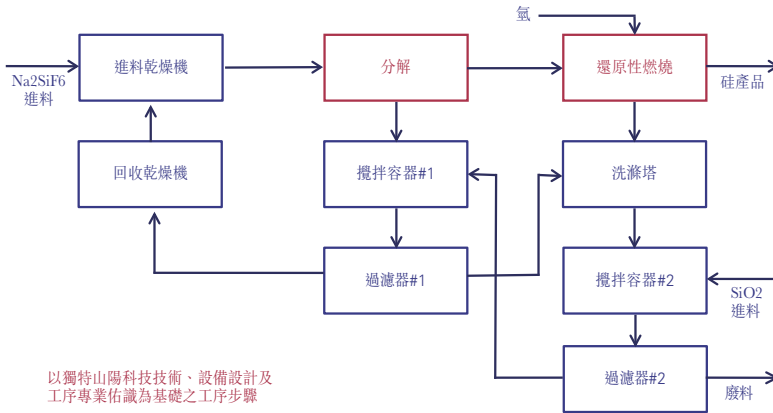 氫
進料乾燥機
分解
還原性燃燒
Na2SiF6
進料
硅產品
回收乾燥機
攪拌容器#1
洗滌塔
過濾器#1
攪拌容器#2
SiO2
進料
過濾器#2
廢料
以獨特山陽科技技術、設備設計及
工序專業佑識為基礎之工序步驟